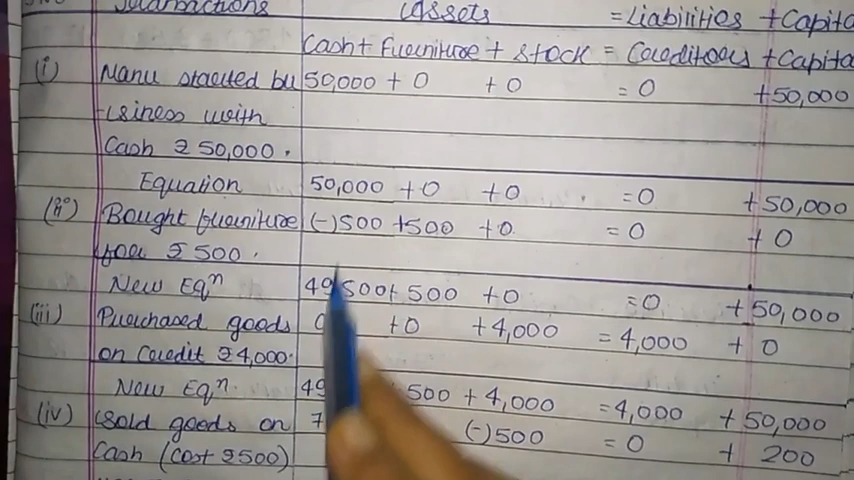 Transactions Assets =Liabilities +Capita
Cash+ Furniture + Stock = Creditors +Capita
(i) Manu started bu 50,000 + 0 + 0 = 0 +50,000
-siness with
Cash ₹ 50,000.
Equation 50,000 +0 +0 =0 +50,000
(ii) Bought furniture (-)500 +500 +0 =0 +0
for ₹ 500.
New Eqⁿ 49,500+ 500 +0 =0 +50,000
(iii) Purchased goods 0 +0 +4,000 = 4,000 + 0
on Credit ₹4,000.
New Eqⁿ. 49 500 + 4,000 =4,000 +50,000
(iv) Sold goods on 7 (-)500 =0 + 200
Cash (Cost ₹500)